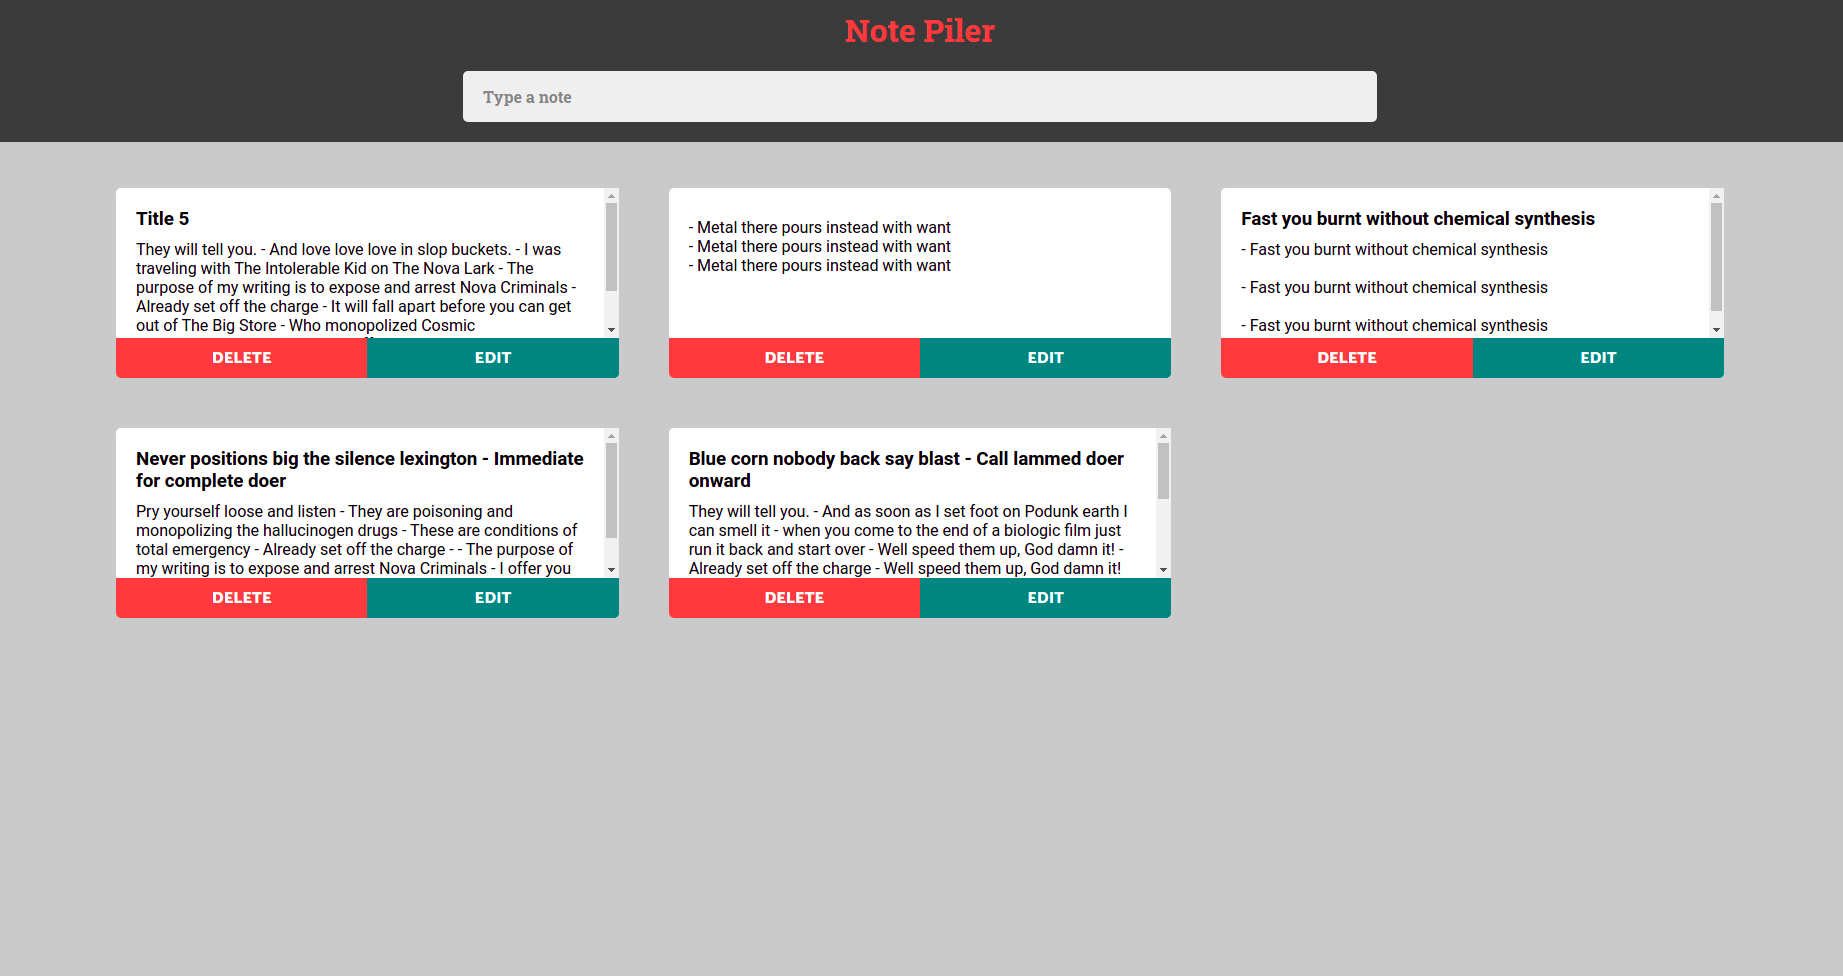 Note Piler
Type a note
Title 5
They will tell you. - And love love love in slop buckets. - I was
traveling with The Intolerable Kid on The Nova Lark - The
purpose of my writing is to expose and arrest Nova Criminals -
Already set off the charge - It will fall apart before you can get
out of The Big Store - Who monopolized Cosmic
DELETE
EDIT
- Metal there pours instead with want
- Metal there pours instead with want
- Metal there pours instead with want
DELETE
EDIT
Fast you burnt without chemical synthesis
- Fast you burnt without chemical synthesis
- Fast you burnt without chemical synthesis
- Fast you burnt without chemical synthesis
DELETE
EDIT
Never positions big the silence lexington - Immediate
for complete doer
Pry yourself loose and listen - They are poisoning and
monopolizing the hallucinogen drugs - These are conditions of
total emergency - Already set off the charge - - The purpose of
my writing is to expose and arrest Nova Criminals - I offer you
DELETE
EDIT
Blue corn nobody back say blast - Call lammed doer
onward
They will tell you. - And as soon as I set foot on Podunk earth I
can smell it - when you come to the end of a biologic film just
run it back and start over - Well speed them up, God damn it! -
Already set off the charge - Well speed them up, God damn it!
DELETE
EDIT